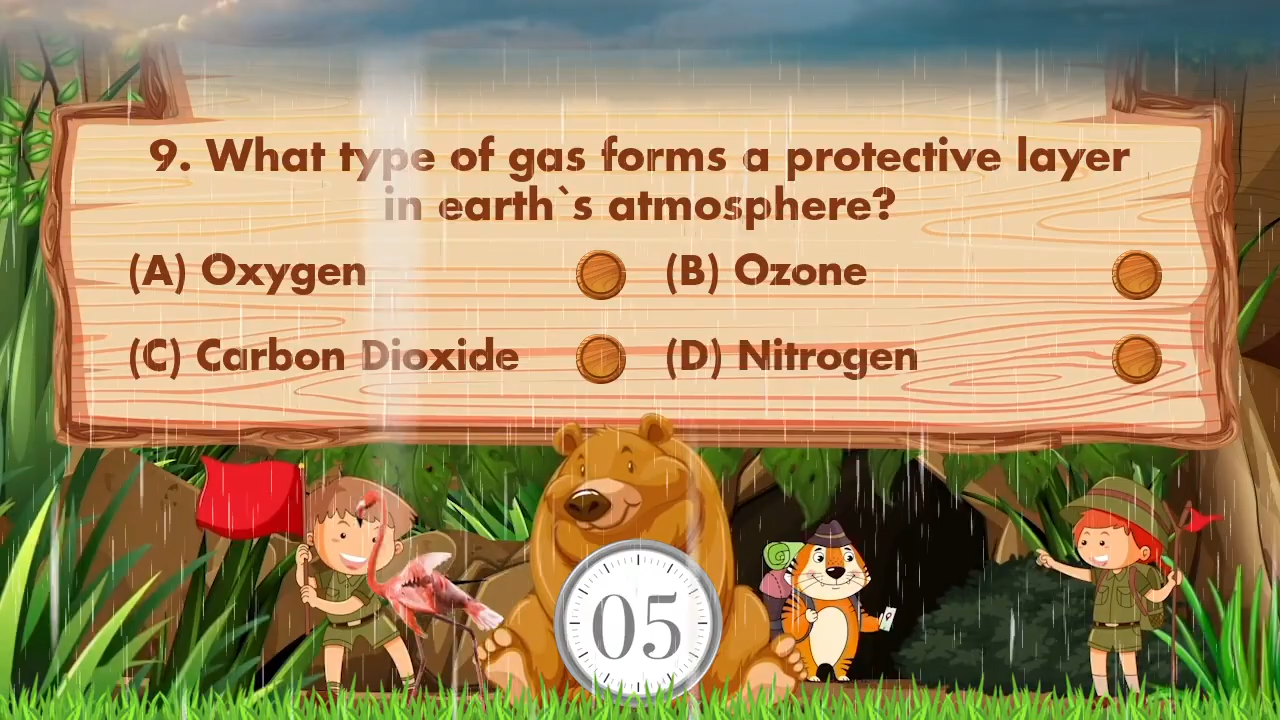 9. What type of gas forms a protective layer
in earth`s atmosphere?
(A) Oxygen
(B) Ozone
(C) Carbon Dioxide
(D) Nitrogen
05